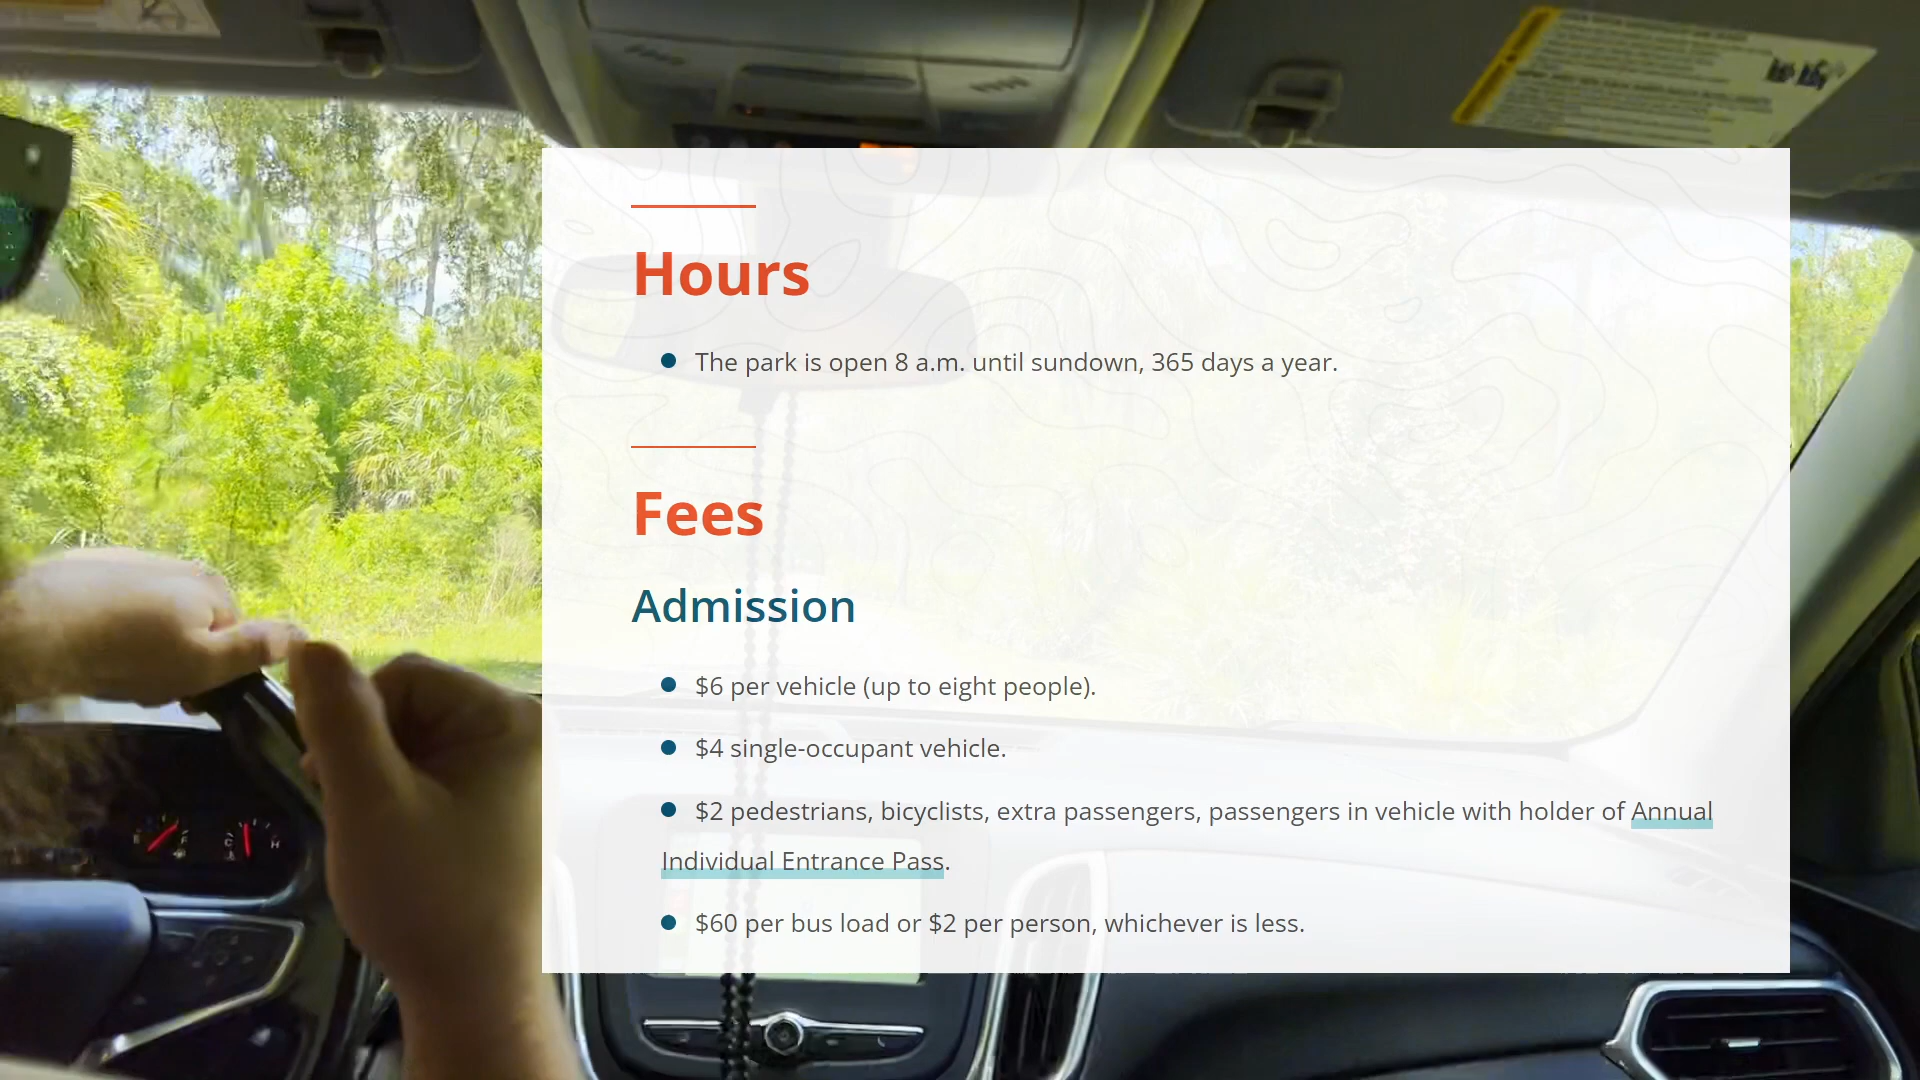 Hours
The park is open 8 a.m. until sundown, 365 days a year.
Fees
Admission
$6 per vehicle (up to eight people).
$4 single-occupant vehicle.
$2 pedestrians, bicyclists, extra passengers, passengers in vehicle with holder of Annual
Individual Entrance Pass.
$60 per bus load or $2 per person, whichever is less.
E F C H